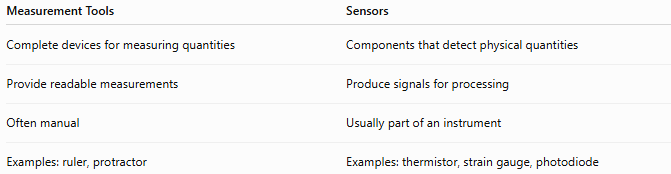 Measurement Tools Sensors
Complete devices for measuring quantities Components that detect physical quantities
Provide readable measurements Produce signals for processing
Often manual Usually part of an instrument
Examples: ruler, protractor Examples: thermistor, strain gauge, photodiode